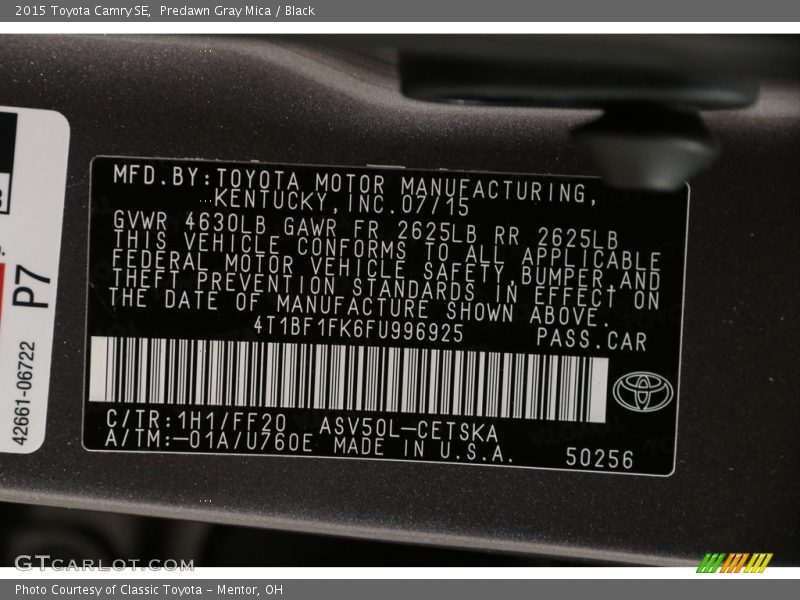 2015 Toyota Camry SE, Predawn Gray Mica / Black
MFD.BY:TOYOTA MOTOR MANUFACTURING,
KENTUCKY,INC.07/15
GVWR 4630LB GAWR FR 2625LB RR 2625LB
THIS VEHICLE CONFORMS TO ALL APPLICABLE
FEDERAL MOTOR VEHICLE SAFETY,BUMPER,AND
THEFT PREVENTION STANDARDS IN EFFECT ON
THE DATE OF MANUFACTURE SHOWN ABOVE.
4T1BF1FK6FU996925 PASS.CAR
C/TR:1H1/FF20 ASV50L-CETSKA
A/TM:-01A/U760E MADE IN U.S.A.
50256
P7
42661-06722
GTcarlot.com
Photo Courtesy of Classic Toyota - Mentor, OH